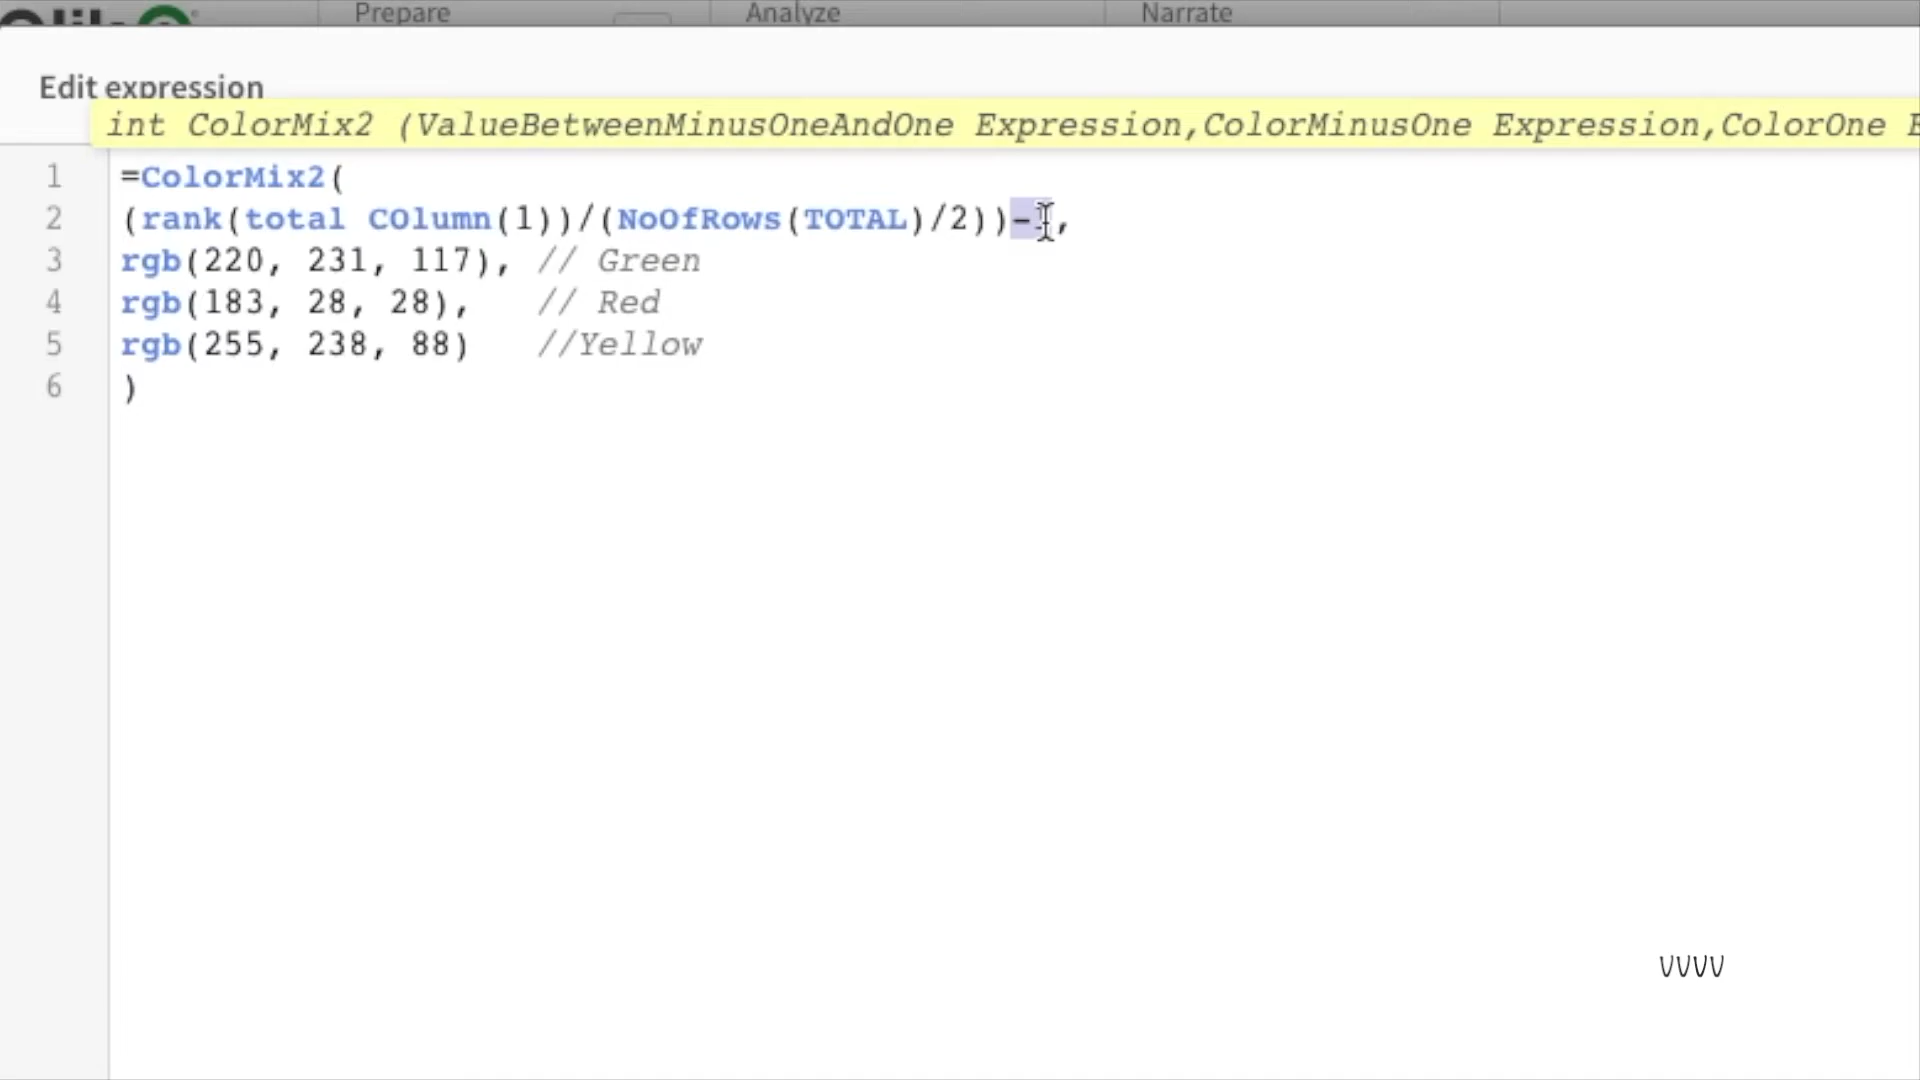 Prepare Analyze Narrate
Edit expression
int ColorMix2 (ValueBetweenMinusOneAndOne Expression,ColorMinusOne Expression,ColorOne E
1 =ColorMix2(
2 (rank(total COlumn(1))/(NoOfRows(TOTAL)/2))-1,
3 rgb(220, 231, 117), // Green
4 rgb(183, 28, 28), // Red
5 rgb(255, 238, 88) //Yellow
6 )
VVVV